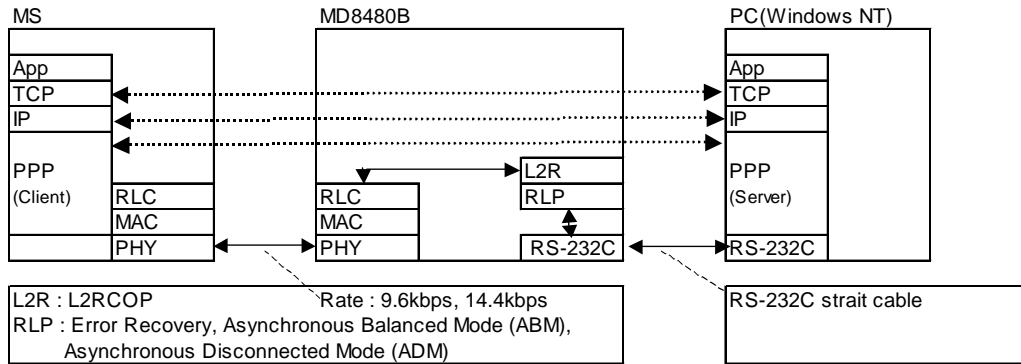 MS
MD8480B
PC(Windows NT)
App
TCP
IP
PPP
(Client)
RLC
MAC
PHY
RLC
MAC
PHY
L2R
RLP
RS-232C
App
TCP
IP
PPP
(Server)
RS-232C
L2R : L2RCOP
Rate : 9.6kbps, 14.4kbps
RLP : Error Recovery, Asynchronous Balanced Mode (ABM),
Asynchronous Disconnected Mode (ADM)
RS-232C strait cable